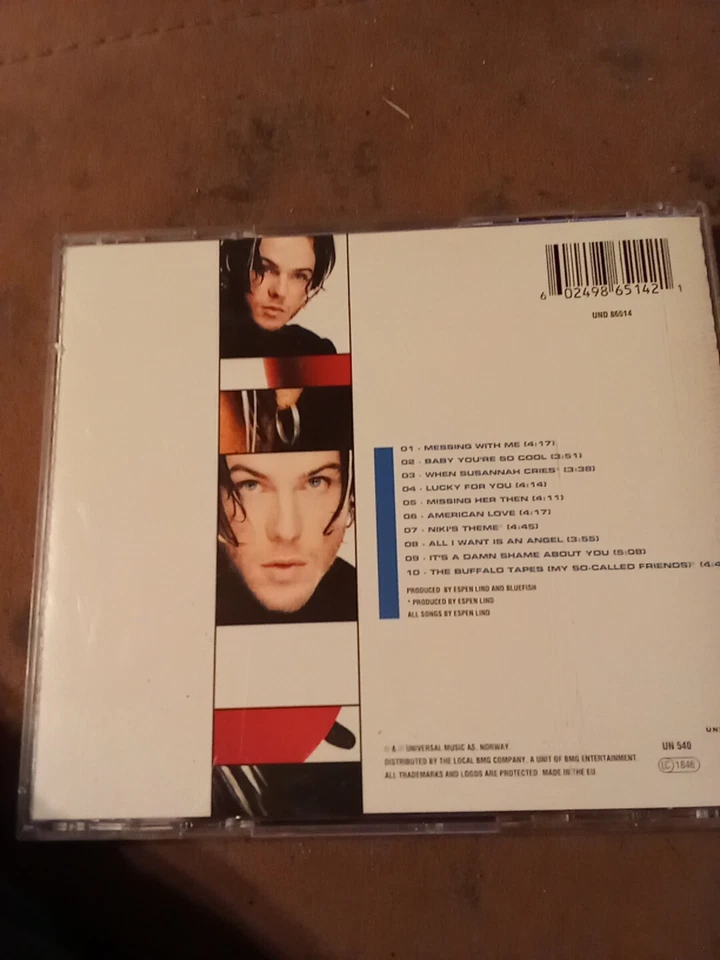 6 02498 65142 1
UND 86514
01 - MESSING WITH ME (4:17)
02 - BABY YOU'RE SO COOL (3:51)
03 - WHEN SUSANNAH CRIES* (3:38)
04 - LUCKY FOR YOU (4:14)
05 - MISSING HER THEN (4:11)
06 - AMERICAN LOVE (4:17)
07 - NIKI'S THEME* (4:45)
08 - ALL I WANT IS AN ANGEL (3:55)
09 - IT'S A DAMN SHAME ABOUT YOU (5:08)
10 - THE BUFFALO TAPES (MY SO-CALLED FRIENDS)* (4:4
PRODUCED BY ESPEN LIND AND BLUEFISH
* PRODUCED BY ESPEN LIND
ALL SONGS BY ESPEN LIND
UN
℗ & © UNIVERSAL MUSIC AS, NORWAY.
UN 540
DISTRIBUTED BY THE LOCAL BMG COMPANY, A UNIT OF BMG ENTERTAINMENT.
LC 1846
ALL TRADEMARKS AND LOGOS ARE PROTECTED. MADE IN THE EU